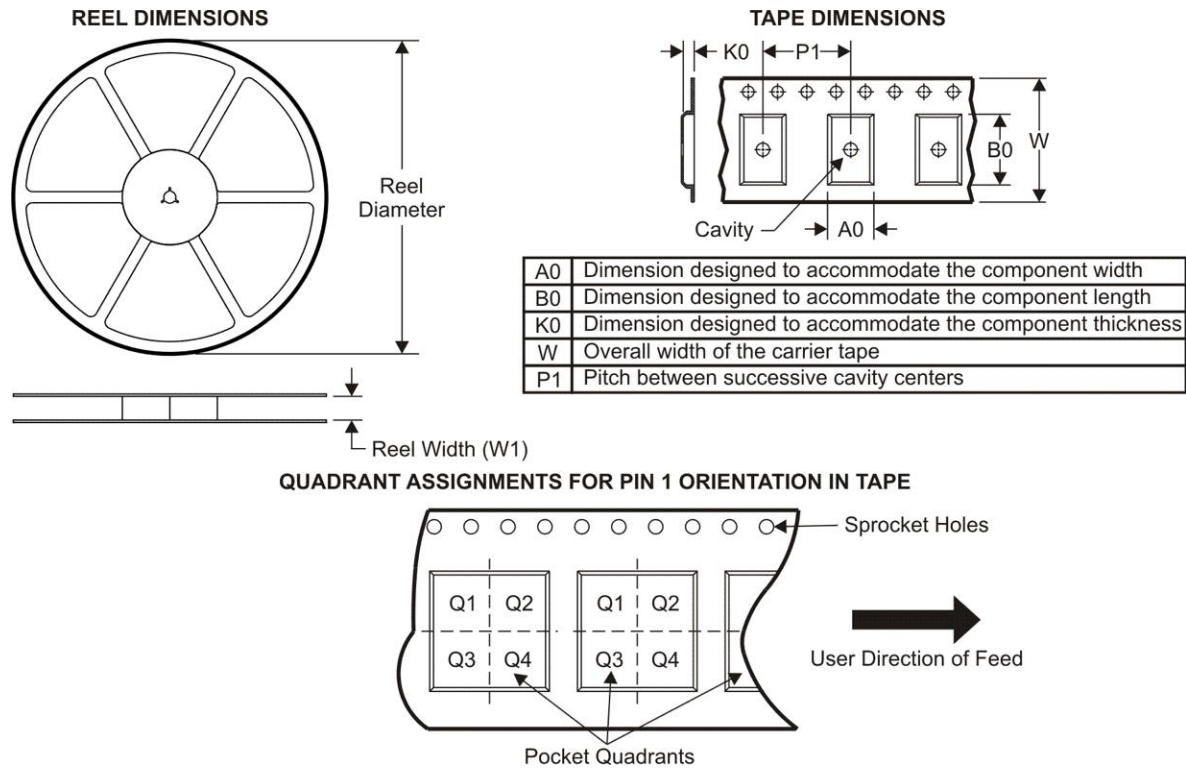 REEL DIMENSIONS
Reel
Diameter
Reel Width (W1)
TAPE DIMENSIONS
K0
P1
B0
W
Cavity
A0
A0 Dimension designed to accommodate the component width
B0 Dimension designed to accommodate the component length
K0 Dimension designed to accommodate the component thickness
W Overall width of the carrier tape
P1 Pitch between successive cavity centers
QUADRANT ASSIGNMENTS FOR PIN 1 ORIENTATION IN TAPE
Sprocket Holes
Q1 Q2 Q1 Q2
Q3 Q4 Q3 Q4
User Direction of Feed
Pocket Quadrants